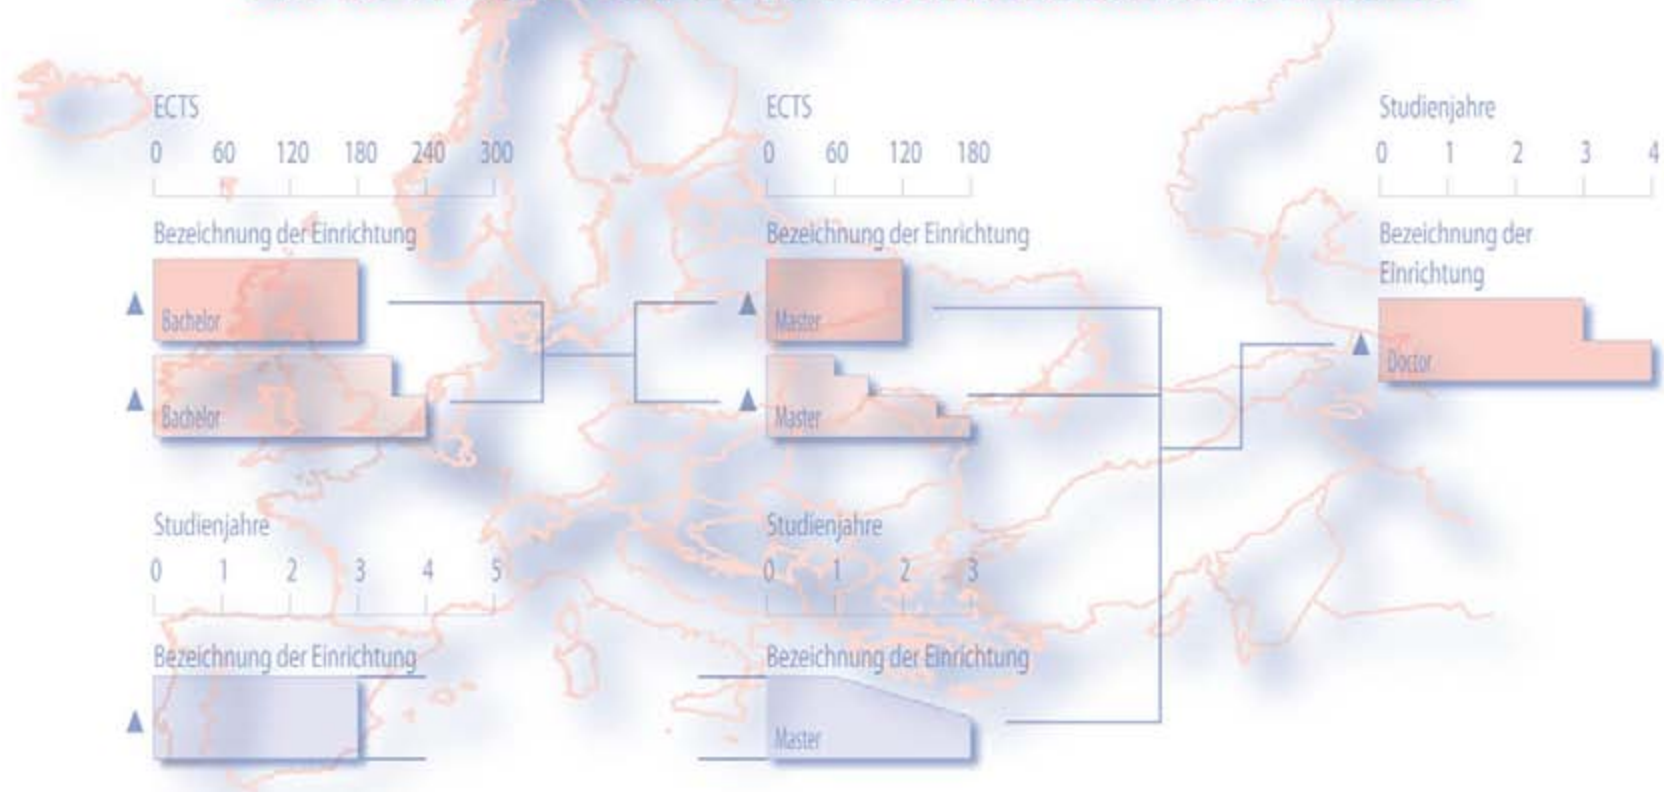 ECTS
0 60 120 180 240 300
Bezeichnung der Einrichtung
Bachelor
Bachelor
Studienjahre
0 1 2 3 4 5
Bezeichnung der Einrichtung
ECTS
0 60 120 180
Bezeichnung der Einrichtung
Master
Master
Studienjahre
0 1 2 3
Bezeichnung der Einrichtung
Master
Studienjahre
0 1 2 3 4
Bezeichnung der
Einrichtung
Doctor